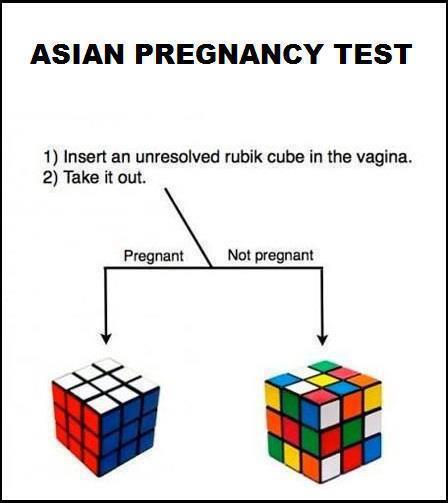 ASIAN PREGNANCY TEST
1) Insert an unresolved rubik cube in the vagina.
2) Take it out.
Pregnant
Not pregnant